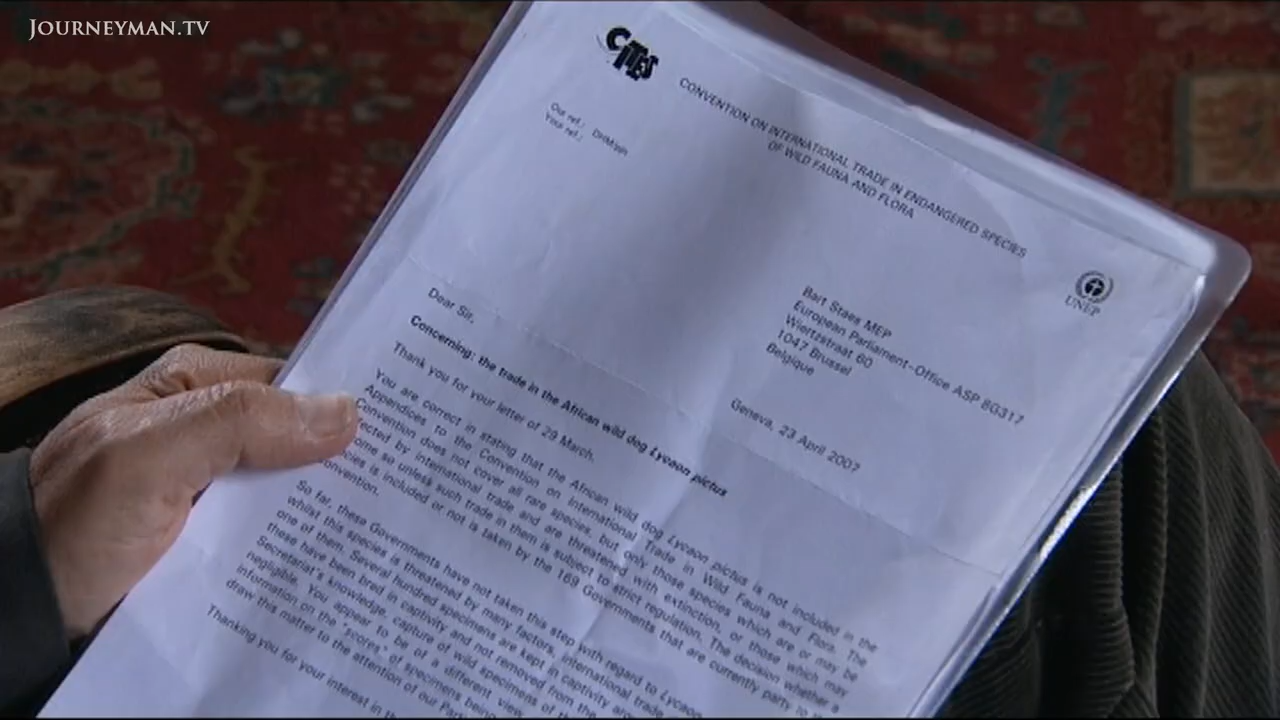 JOURNEYMAN.TV
CITES
CONVENTION ON INTERNATIONAL TRADE IN ENDANGERED SPECIES
OF WILD FAUNA AND FLORA
UNEP
Our ref.:
Your ref.:
Bart Staes MEP
European Parliament-Office ASP 8G317
Wiertzstraat 60
1047 Brussel
Belgique
Geneva, 23 April 2007
Dear Sir,
Concerning: the trade in the African wild dog Lycaon pictus
Thank you for your letter of 29 March.
You are correct in stating that the African wild dog Lycaon pictus is not included in the
Appendices to the Convention on International Trade in Wild Fauna and Flora. The
Convention does not cover all rare species, but only those species which are or may be
by international trade and are threatened with extinction, or those which may
so unless such trade in them is subject to strict regulation. The decision whether a
is included or not is taken by the 169 Governments that are currently party to
So far, these Governments have not taken this step with regard to Lycaon
whilst this species is threatened by many factors, international trade
one of them. Several hundred specimens are kept in captivity
these have been bred in captivity and not removed from the
Secretariat's knowledge, capture of wild specimens of
negligible. You appear to be of a different view
information on the "scores" of specimens being
draw this matter to the attention of our
Thanking you for your interest in